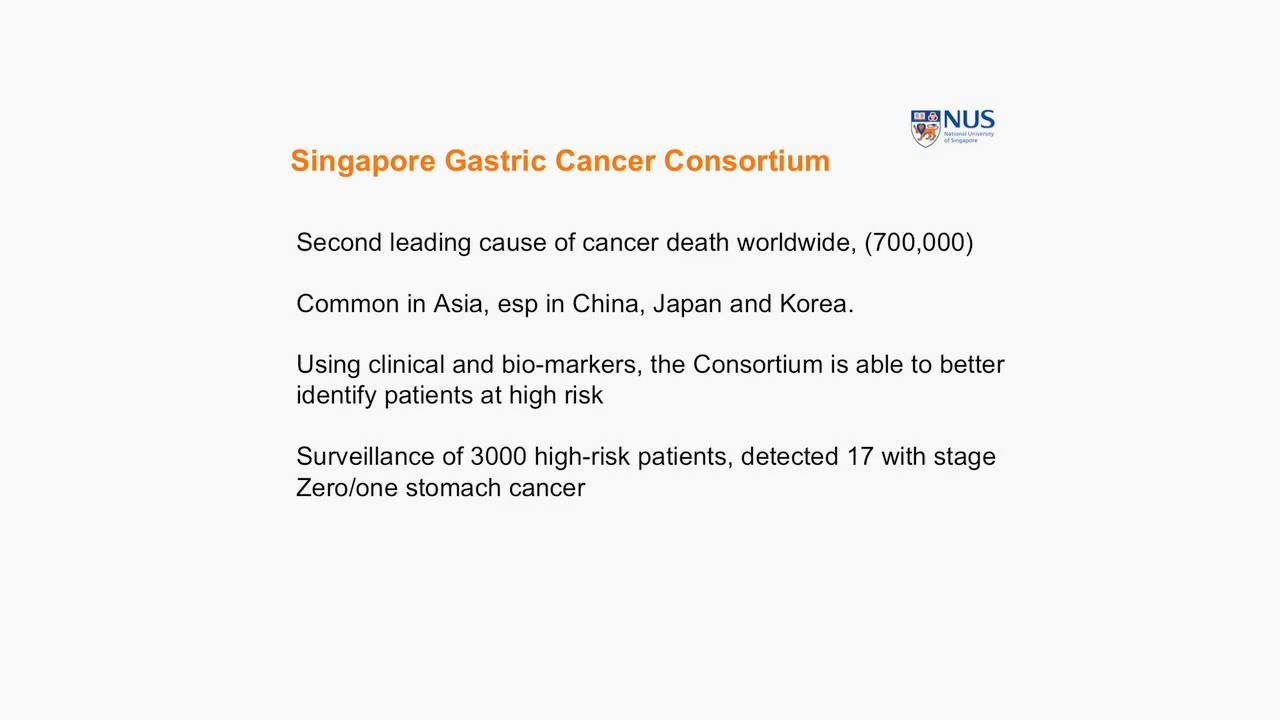 NUS
National University
of Singapore
Singapore Gastric Cancer Consortium
Second leading cause of cancer death worldwide, (700,000)
Common in Asia, esp in China, Japan and Korea.
Using clinical and bio-markers, the Consortium is able to better
identify patients at high risk
Surveillance of 3000 high-risk patients, detected 17 with stage
Zero/one stomach cancer